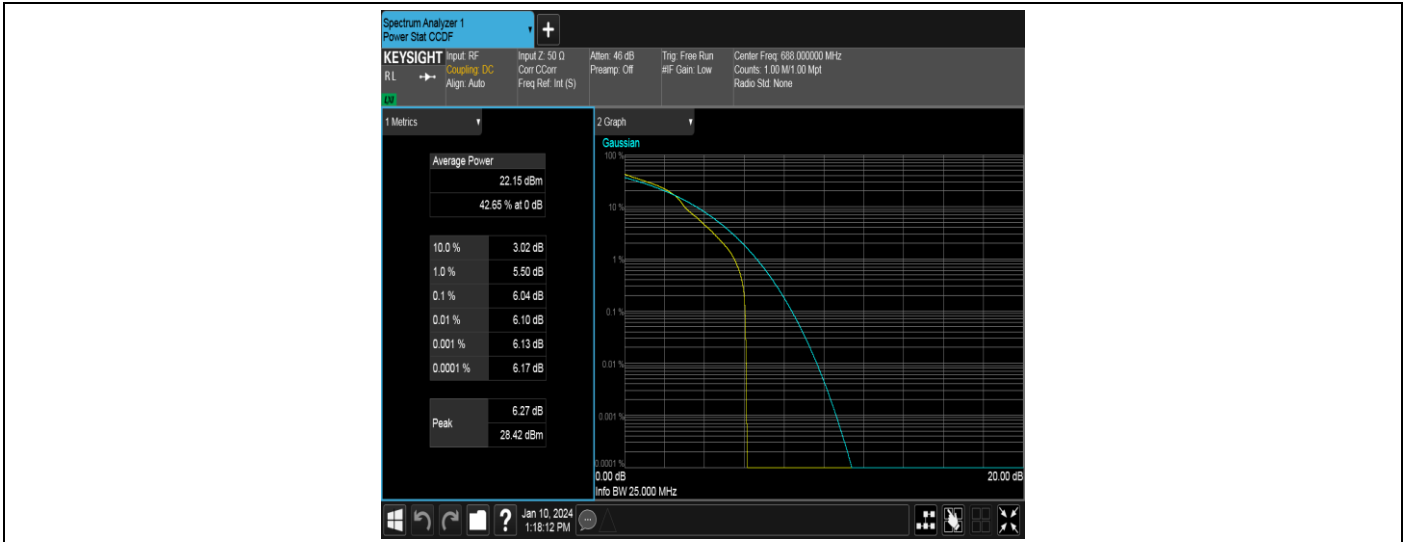 Spectrum Analyzer 1
Power Stat CCDF
+
KEYSIGHT Input: RF Input Z: 50 Ω Atten: 46 dB Trig: Free Run Center Freq: 688.000000 MHz
RL Coupling: DC Corr CCorr Preamp: Off #IF Gain: Low Counts: 1.00 M/1.00 Mpt
Align: Auto Freq Ref: Int (S) Radio Std: None
LXI
1 Metrics
Average Power
22.15 dBm
42.65 % at 0 dB
10.0 % 3.02 dB
1.0 % 5.50 dB
0.1 % 6.04 dB
0.01 % 6.10 dB
0.001 % 6.13 dB
0.0001 % 6.17 dB
Peak 6.27 dB
28.42 dBm
2 Graph
Gaussian
100 %
10 %
1 %
0.1 %
0.01 %
0.001 %
0.0001 %
0.00 dB 20.00 dB
Info BW 25.000 MHz
? Jan 10, 2024
1:18:12 PM